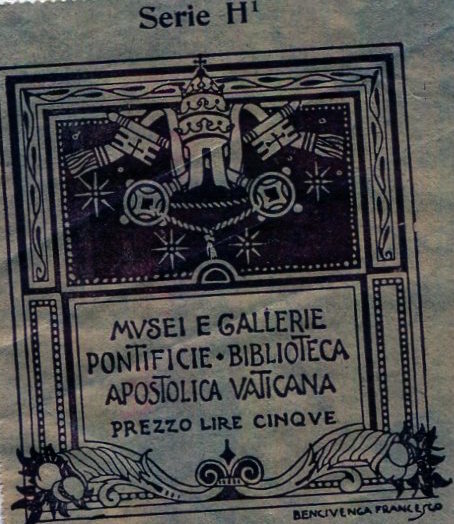 Serie H¹
MVSEI E GALLERIE
PONTIFICIE • BIBLIOTECA
APOSTOLICA VATICANA
PREZZO LIRE CINQVE
BENCIVENGA FRANCESCO